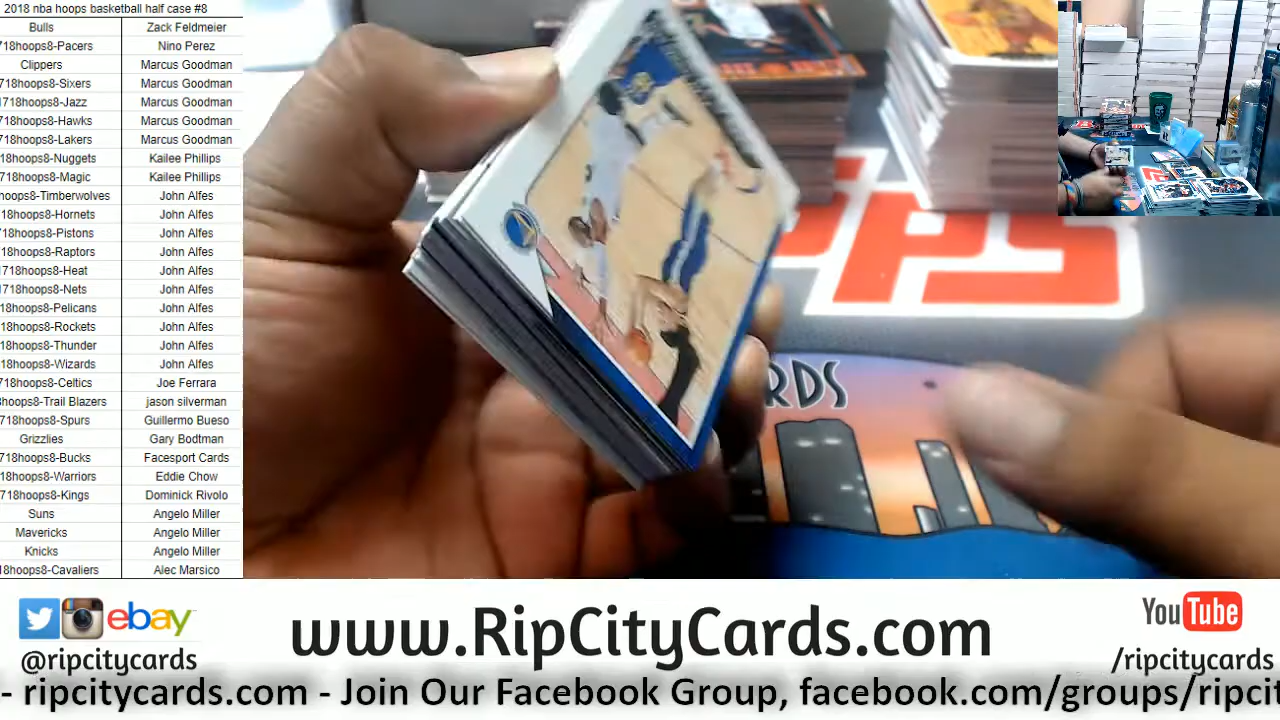 2018 nba hoops basketball half case #8
Bulls Zack Feldmeier
718hoops8-Pacers Nino Perez
Clippers Marcus Goodman
18hoops8-Sixers Marcus Goodman
1718hoops8-Jazz Marcus Goodman
718hoops8-Hawks Marcus Goodman
718hoops8-Lakers Marcus Goodman
18hoops8-Nuggets Kailee Phillips
718hoops8-Magic Kailee Phillips
hoops8-Timberwolves John Alfes
18hoops8-Hornets John Alfes
718hoops8-Pistons John Alfes
18hoops8-Raptors John Alfes
1718hoops8-Heat John Alfes
1718hoops8-Nets John Alfes
18hoops8-Pelicans John Alfes
18hoops8-Rockets John Alfes
18hoops8-Thunder John Alfes
18hoops8-Wizards John Alfes
718hoops8-Celtics Joe Ferrara
hoops8-Trail Blazers jason silverman
718hoops8-Spurs Guillermo Bueso
Grizzlies Gary Bodtman
718hoops8-Bucks Facesport Cards
18hoops8-Warriors Eddie Chow
718hoops8-Kings Dominick Rivolo
Suns Angelo Miller
Mavericks Angelo Miller
Knicks Angelo Miller
18hoops8-Cavaliers Alec Marsico
OPS
RDS
ebay
@ripcitycards
www.RipCityCards.com
YouTube
/ripcitycards
- ripcitycards.com - Join Our Facebook Group, facebook.com/groups/ripcit